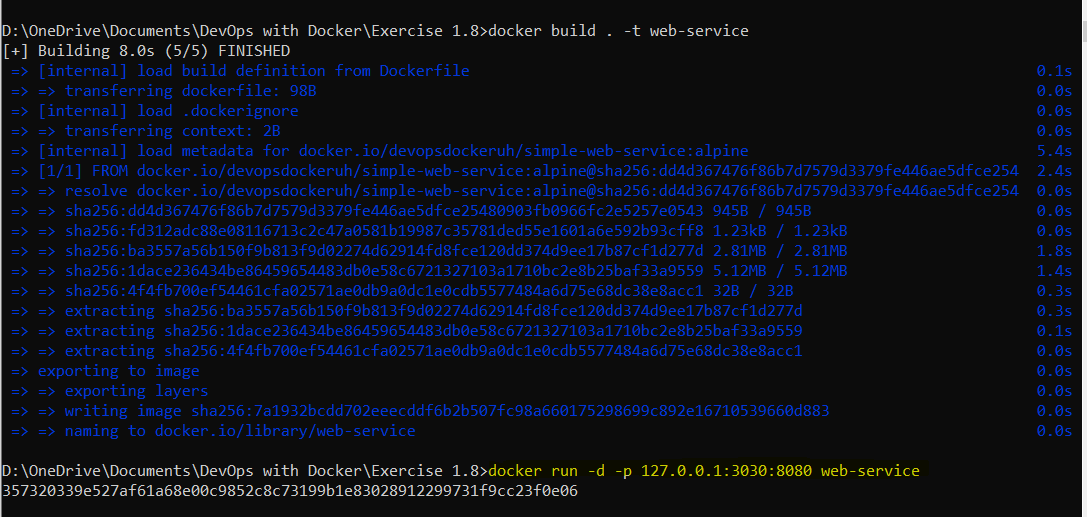 D:\OneDrive\Documents\DevOps with Docker\Exercise 1.8>docker build . -t web-service
[+] Building 8.0s (5/5) FINISHED
=> [internal] load build definition from Dockerfile 0.1s
=> => transferring dockerfile: 98B 0.0s
=> [internal] load .dockerignore 0.0s
=> => transferring context: 2B 0.0s
=> [internal] load metadata for docker.io/devopsdockeruh/simple-web-service:alpine 5.4s
=> [1/1] FROM docker.io/devopsdockeruh/simple-web-service:alpine@sha256:dd4d367476f86b7d7579d3379fe446ae5dfce254 2.4s
=> => resolve docker.io/devopsdockeruh/simple-web-service:alpine@sha256:dd4d367476f86b7d7579d3379fe446ae5dfce254 0.0s
=> => sha256:dd4d367476f86b7d7579d3379fe446ae5dfce25480903fb0966fc2e5257e0543 945B / 945B 0.0s
=> => sha256:fd312adc88e08116713c2c47a0581b19987c35781ded55e1601a6e592b93cff8 1.23kB / 1.23kB 0.0s
=> => sha256:ba3557a56b150f9b813f9d02274d62914fd8fce120dd374d9ee17b87cf1d277d 2.81MB / 2.81MB 1.8s
=> => sha256:1dace236434be86459654483db0e58c6721327103a1710bc2e8b25baf33a9559 5.12MB / 5.12MB 1.4s
=> => sha256:4f4fb700ef54461cfa02571ae0db9a0dc1e0cdb5577484a6d75e68dc38e8acc1 32B / 32B 0.3s
=> => extracting sha256:ba3557a56b150f9b813f9d02274d62914fd8fce120dd374d9ee17b87cf1d277d 0.3s
=> => extracting sha256:1dace236434be86459654483db0e58c6721327103a1710bc2e8b25baf33a9559 0.1s
=> => extracting sha256:4f4fb700ef54461cfa02571ae0db9a0dc1e0cdb5577484a6d75e68dc38e8acc1 0.0s
=> exporting to image 0.0s
=> => exporting layers 0.0s
=> => writing image sha256:7a1932bcdd702eeecddf6b2b507fc98a660175298699c892e16710539660d883 0.0s
=> => naming to docker.io/library/web-service 0.0s
D:\OneDrive\Documents\DevOps with Docker\Exercise 1.8>docker run -d -p 127.0.0.1:3030:8080 web-service
357320339e527af61a68e00c9852c8c73199b1e83028912299731f9cc23f0e06